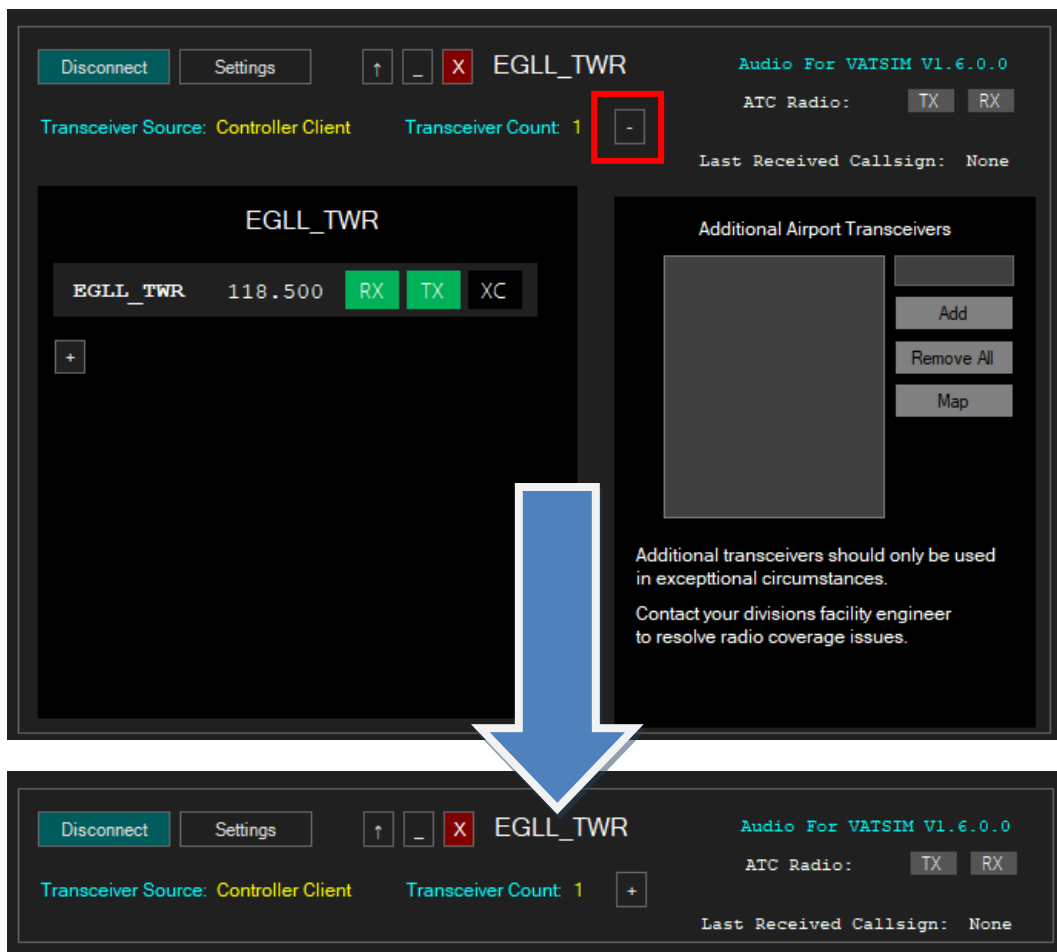 Disconnect Settings ↑ _ X EGLL_TWR Audio For VATSIM V1.6.0.0
ATC Radio: TX RX
Transceiver Source: Controller Client Transceiver Count: 1 -
Last Received Callsign: None
EGLL_TWR
EGLL_TWR 118.500 RX TX XC
+
Additional Airport Transceivers
Add
Remove All
Map
Additional transceivers should only be used
in excepttional circumstances.
Contact your divisions facility engineer
to resolve radio coverage issues.
Disconnect Settings ↑ _ X EGLL_TWR Audio For VATSIM V1.6.0.0
ATC Radio: TX RX
Transceiver Source: Controller Client Transceiver Count: 1 +
Last Received Callsign: None